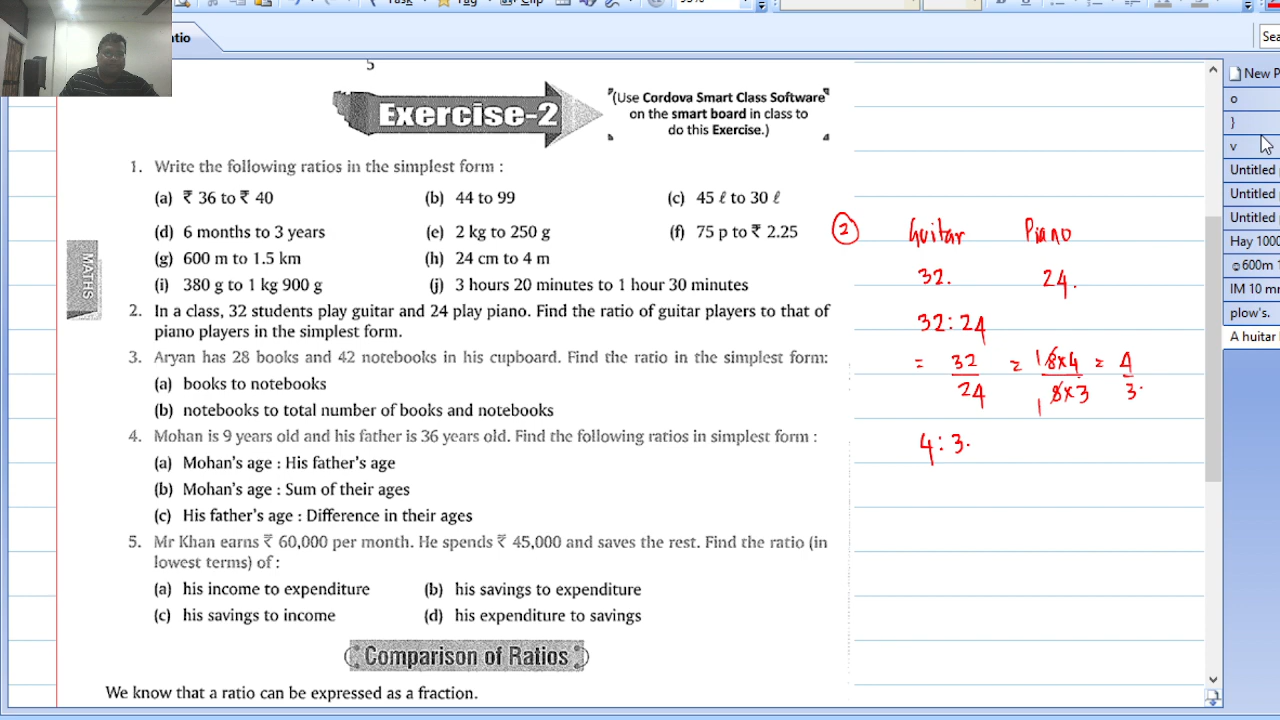 Task
Tag
Clip
93%
tio
Sea
5
Exercise-2
(Use Cordova Smart Class Software
on the smart board in class to
do this Exercise.)
1. Write the following ratios in the simplest form :
(a) ₹ 36 to ₹ 40 (b) 44 to 99 (c) 45 ℓ to 30 ℓ
(d) 6 months to 3 years (e) 2 kg to 250 g (f) 75 p to ₹ 2.25
(g) 600 m to 1.5 km (h) 24 cm to 4 m
(i) 380 g to 1 kg 900 g (j) 3 hours 20 minutes to 1 hour 30 minutes
2. In a class, 32 students play guitar and 24 play piano. Find the ratio of guitar players to that of
piano players in the simplest form.
3. Aryan has 28 books and 42 notebooks in his cupboard. Find the ratio in the simplest form:
(a) books to notebooks
(b) notebooks to total number of books and notebooks
4. Mohan is 9 years old and his father is 36 years old. Find the following ratios in simplest form :
(a) Mohan's age : His father's age
(b) Mohan's age : Sum of their ages
(c) His father's age : Difference in their ages
5. Mr Khan earns ₹ 60,000 per month. He spends ₹ 45,000 and saves the rest. Find the ratio (in
lowest terms) of :
(a) his income to expenditure (b) his savings to expenditure
(c) his savings to income (d) his expenditure to savings
Comparison of Ratios
We know that a ratio can be expressed as a fraction.
MATHS
2 Guitar Piano
32. 24.
32:24
= 32/24 = 1 8×4 / 1 8×3 = 4/3.
4:3.
New P
o
}
v
Untitled
Untitled
Untitled
Hay 1000
600m 1
IM 10 m
plow's.
A huitar